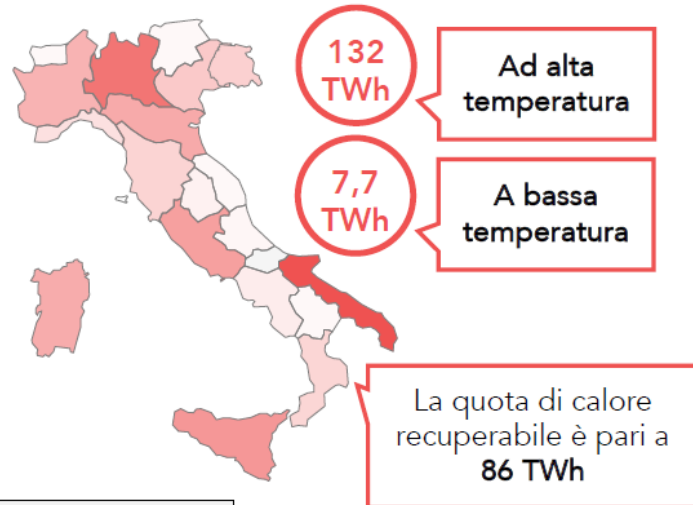 132
TWh
Ad alta
temperatura
7,7
TWh
A bassa
temperatura
La quota di calore
recuperabile è pari a
86 TWh